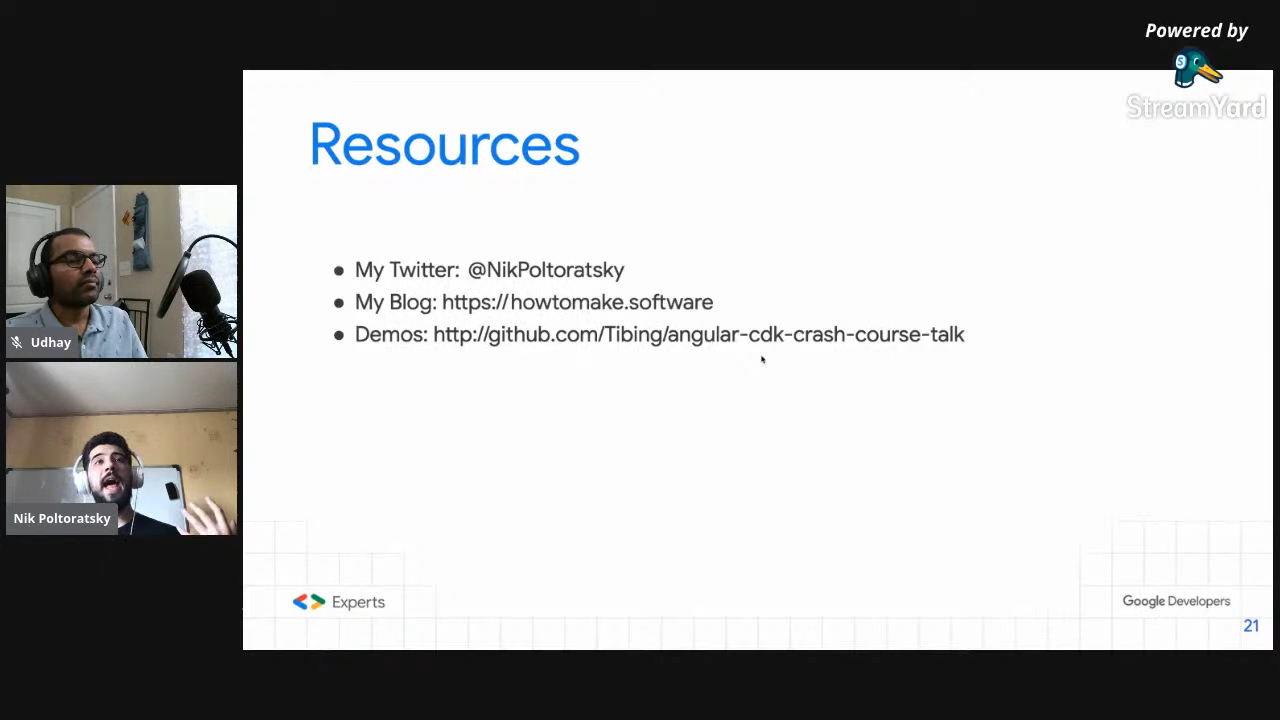 Powered by
StreamYard
Resources
● My Twitter: @NikPoltoratsky
● My Blog: https://howtomake.software
● Demos: http://github.com/Tibing/angular-cdk-crash-course-talk
Udhay
Nik Poltoratsky
<> Experts
Google Developers
21